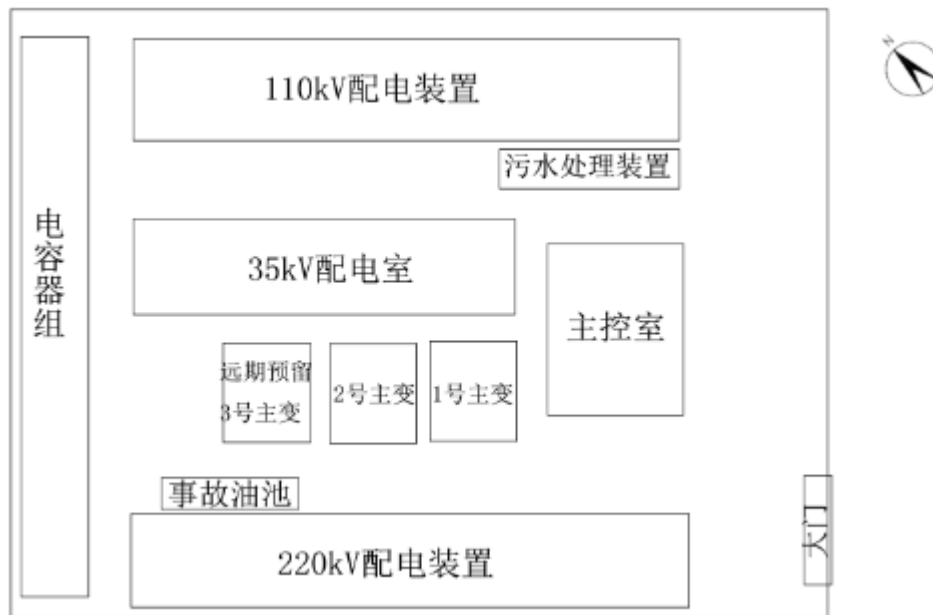 110kV配电装置
N
污水处理装置
电容器组
35kV配电室
主控室
远期预留
3号主变
2号主变
1号主变
事故油池
大门
220kV配电装置